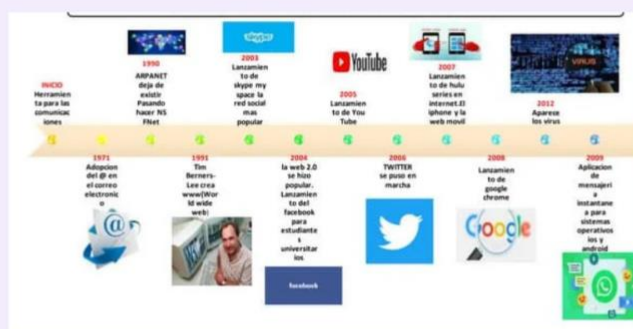 INICIO
Herramien
ta para las
comunicac
iones
1971
Adopcion
del @ en
el correo
electronic
o
@
1990
ARPANET
deja de
existir
Pasando
hacer NS
FNet
1991
Tim
Berners-
Lee crea
www(Wor
ld wide
web)
skype
2003
Lanzamien
to de
skype my
space la
red social
mas
popular
2004
la web 2.0
se hizo
popular.
Lanzamien
to del
facebook
para
estudiante
s
universitar
ios
facebook
YouTube
2005
Lanzamien
to de You
Tube
2006
TWITTER
se puso en
marcha
2007
Lanzamien
to de hulu
series en
internet.El
iphone y la
web movil
2008
Lanzamien
to de
google
chrome
Google
VIRUS
2012
Aparece
los virus
2009
Aplicacion
de
mensajeri
a
instantane
a para
sistemas
operativos
ios y
android